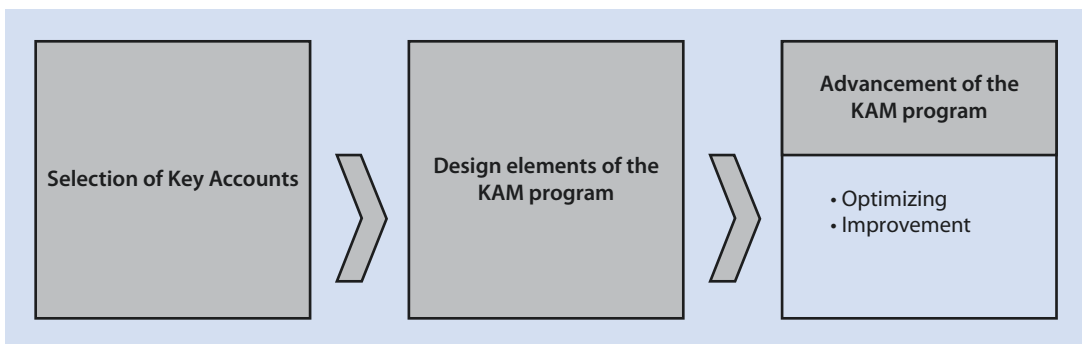 Selection of Key Accounts
Design elements of the
KAM program
Advancement of the
KAM program
• Optimizing
• Improvement